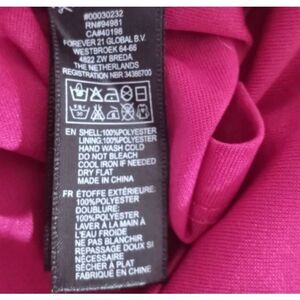 #00030232
RN#94981
CA#40198
FOREVER 21 GLOBAL B.V.
WESTBROEK 64-66
4822 ZW BREDA
THE NETHERLANDS
REGISTRATION NBR 34386700
EN SHELL:100%POLYESTER
LINING:100%POLYESTER
HAND WASH COLD
DO NOT BLEACH
COOL IRON IF NEEDED
DRY FLAT
MADE IN CHINA
FR ÉTOFFE EXTÉRIEURE:
100%POLYESTER
DOUBLURE:
100%POLYESTER
LAVER À LA MAIN À
L'EAU FROIDE
NE PAS BLANCHIR
REPASSAGE DOUX SI
NÉCESSAIRE
SÉCHER À PLAT
FABRIQUÉ EN CHINE